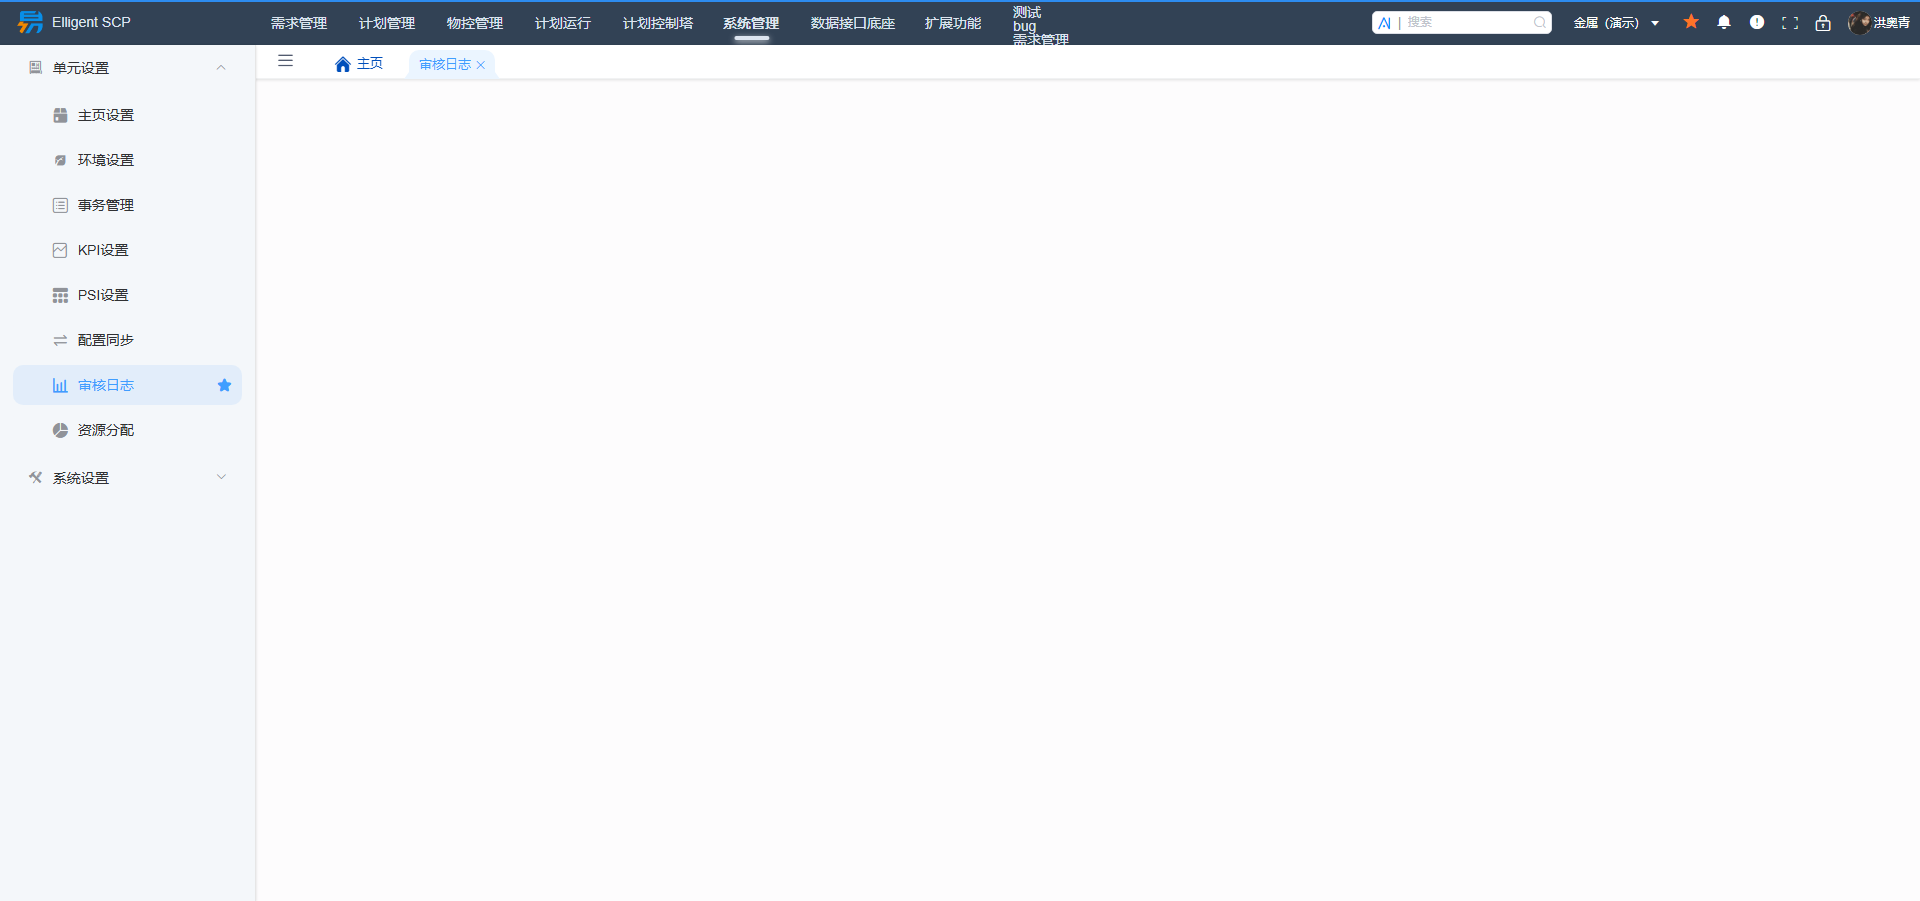 Elligent SCP
需求管理
计划管理
物控管理
计划运行
计划控制塔
系统管理
数据接口底座
扩展功能
测试
bug
需求管理
搜索
金属（演示）
洪奥青
主页
审核日志
单元设置
主页设置
环境设置
事务管理
KPI设置
PSI设置
配置同步
审核日志
资源分配
系统设置